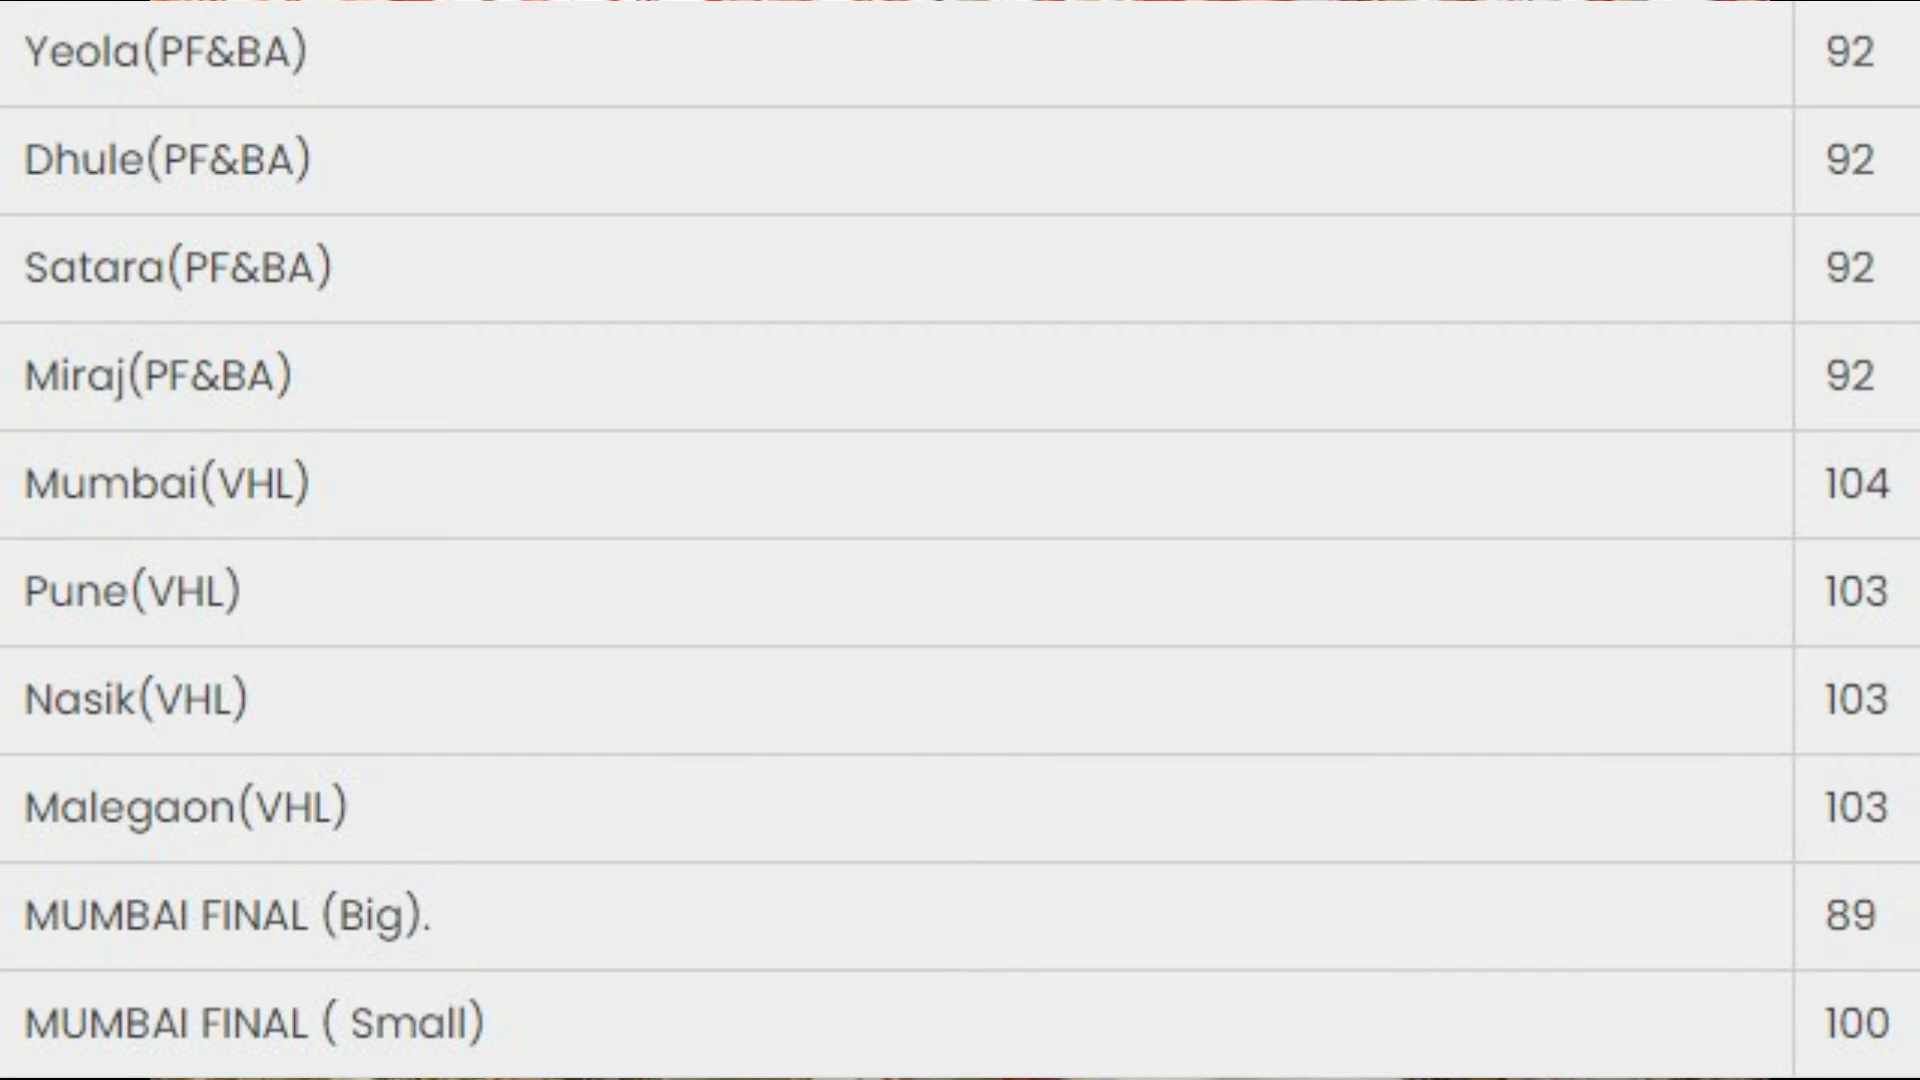 Yeola(PF&BA) 92
Dhule(PF&BA) 92
Satara(PF&BA) 92
Miraj(PF&BA) 92
Mumbai(VHL) 104
Pune(VHL) 103
Nasik(VHL) 103
Malegaon(VHL) 103
MUMBAI FINAL (Big). 89
MUMBAI FINAL ( Small) 100